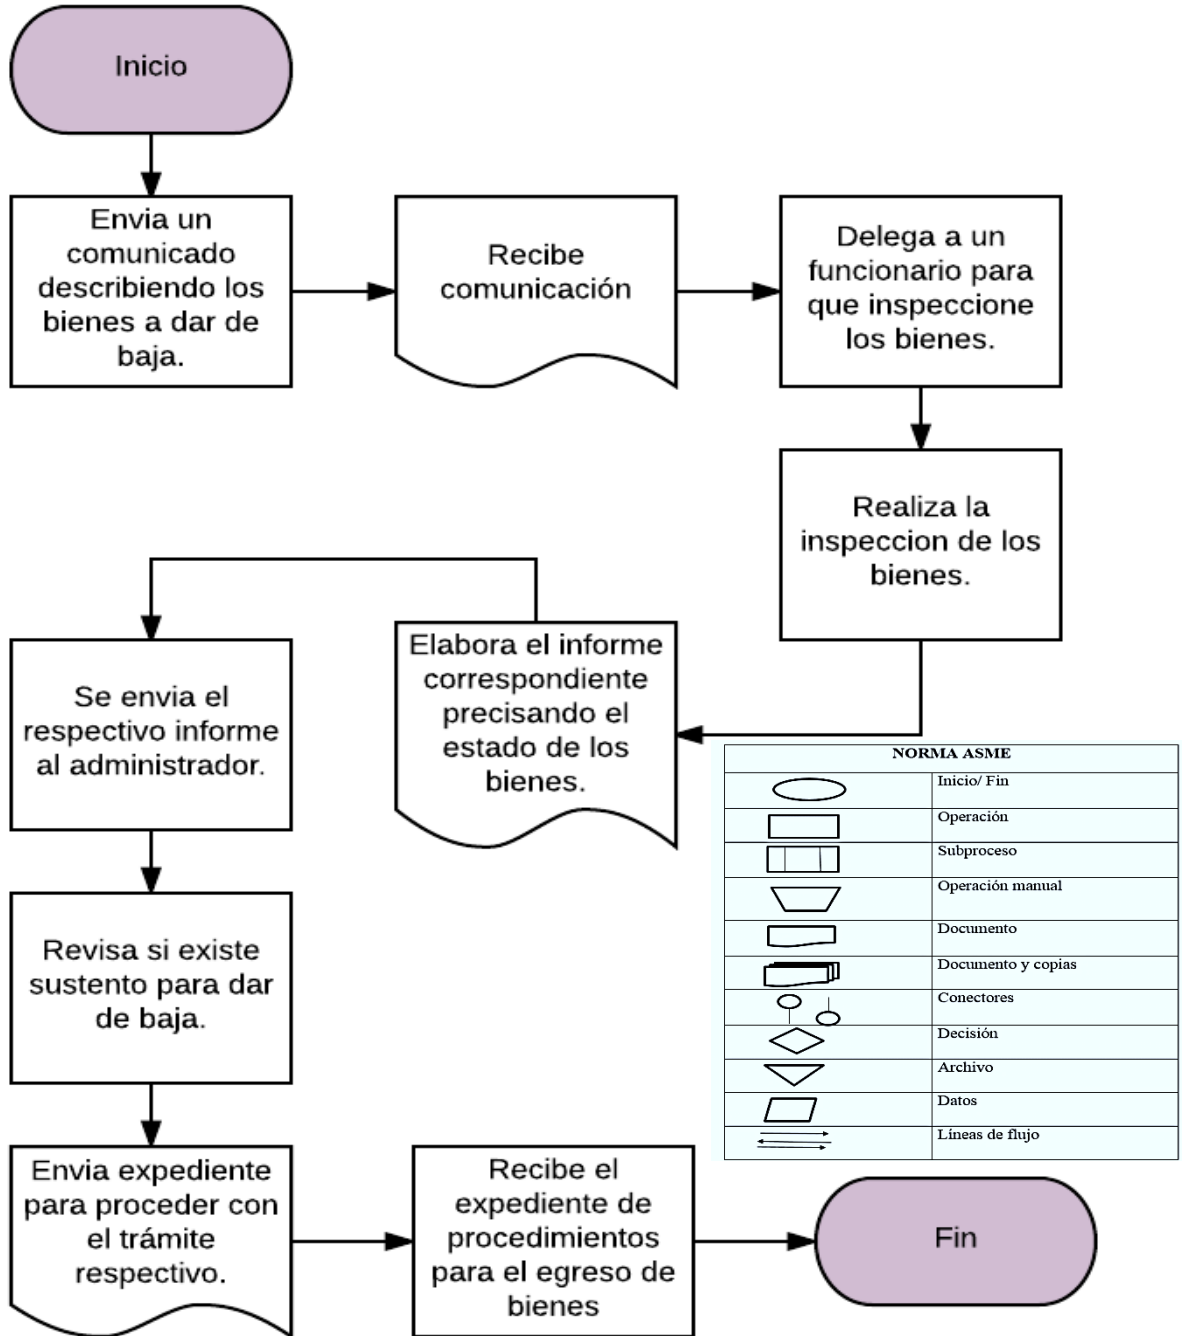 Inicio
Envia un
comunicado
describiendo los
bienes a dar de
baja.
Recibe
comunicación
Delega a un
funcionario para
que inspeccione
los bienes.
Realiza la
inspeccion de los
bienes.
Elabora el informe
correspondiente
precisando el
estado de los
bienes.
Se envia el
respectivo informe
al administrador.
Revisa si existe
sustento para dar
de baja.
Envia expediente
para proceder con
el trámite
respectivo.
Recibe el
expediente de
procedimientos
para el egreso de
bienes
Fin
NORMA ASME
Inicio/ Fin
Operación
Subproceso
Operación manual
Documento
Documento y copias
Conectores
Decisión
Archivo
Datos
Líneas de flujo